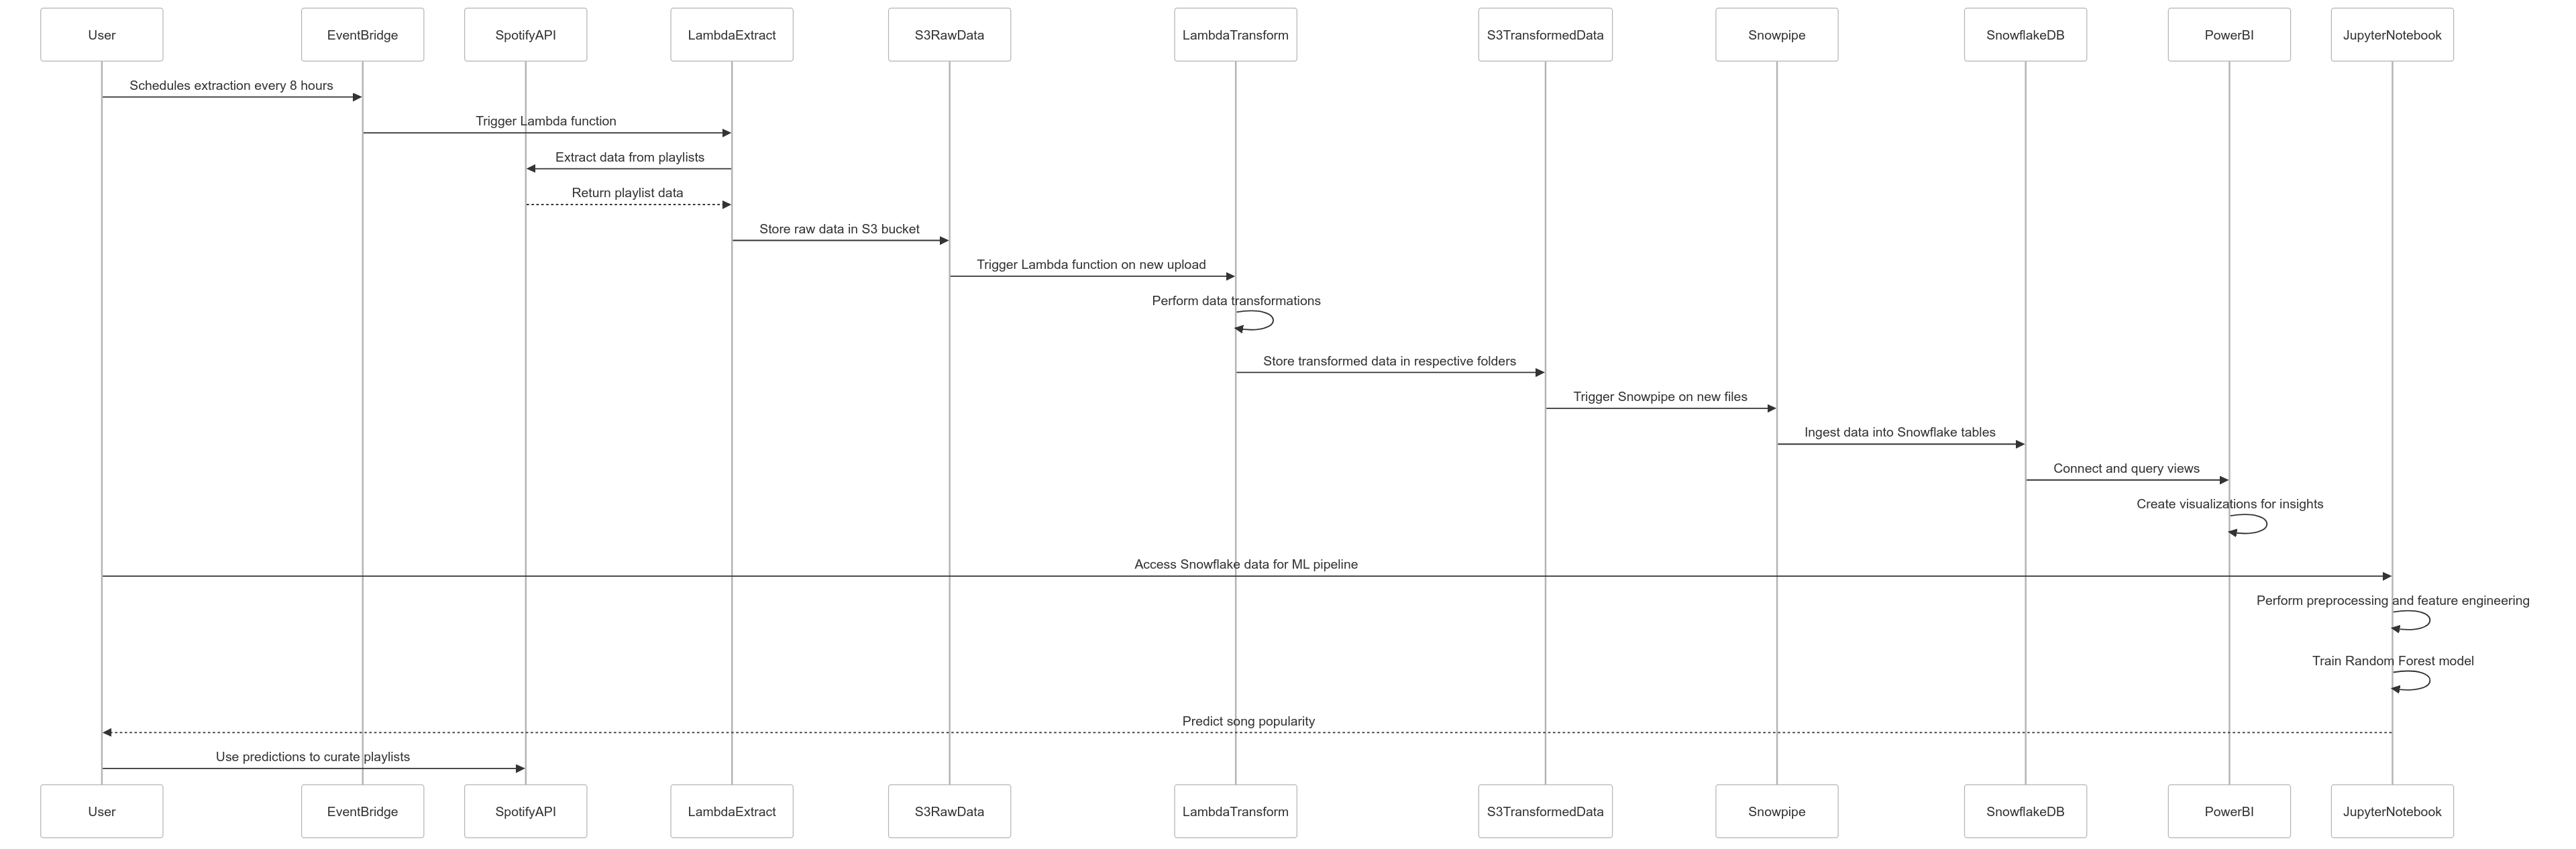 User
EventBridge
SpotifyAPI
LambdaExtract
S3RawData
LambdaTransform
S3TransformedData
Snowpipe
SnowflakeDB
PowerBI
JupyterNotebook
Schedules extraction every 8 hours
Trigger Lambda function
Extract data from playlists
Return playlist data
Store raw data in S3 bucket
Trigger Lambda function on new upload
Perform data transformations
Store transformed data in respective folders
Trigger Snowpipe on new files
Ingest data into Snowflake tables
Connect and query views
Create visualizations for insights
Access Snowflake data for ML pipeline
Perform preprocessing and feature engineering
Train Random Forest model
Predict song popularity
Use predictions to curate playlists
User
EventBridge
SpotifyAPI
LambdaExtract
S3RawData
LambdaTransform
S3TransformedData
Snowpipe
SnowflakeDB
PowerBI
JupyterNotebook